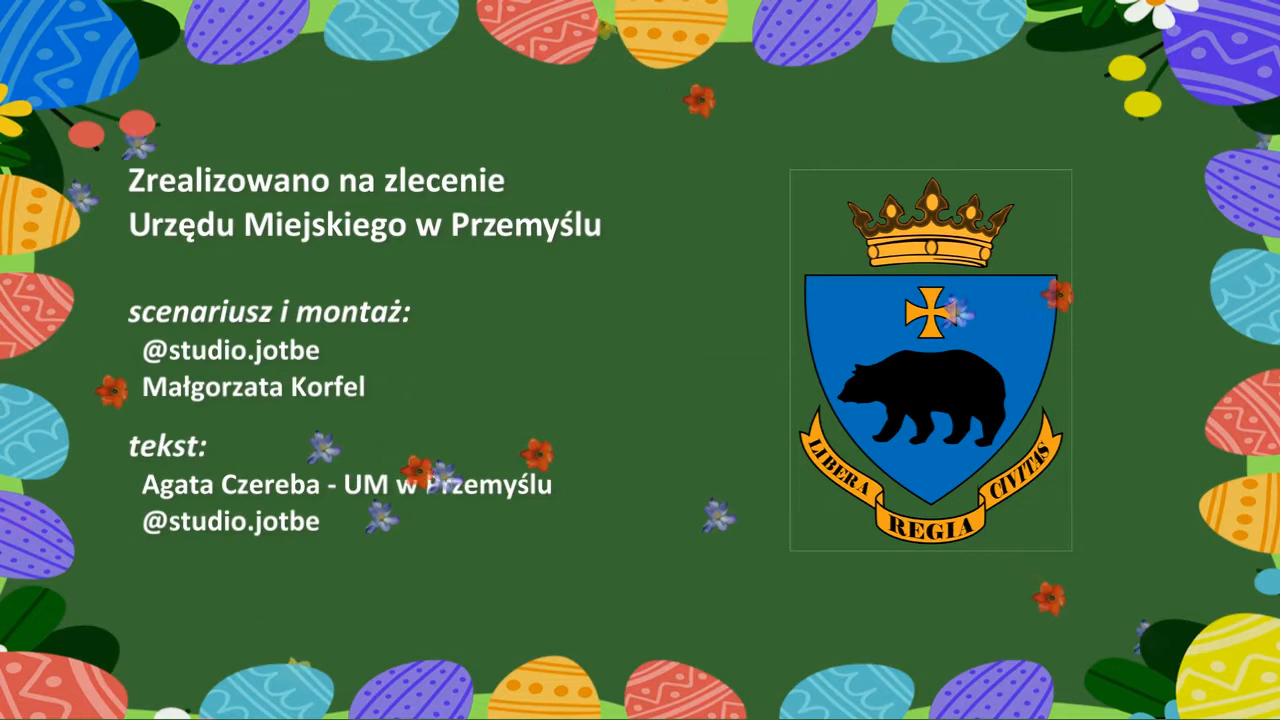 Zrealizowano na zlecenie
Urzędu Miejskiego w Przemyślu
scenariusz i montaż:
@studio.jotbe
Małgorzata Korfel
tekst:
Agata Czereba - UM w Przemyślu
@studio.jotbe
LIBERA
REGIA
CIVITAS